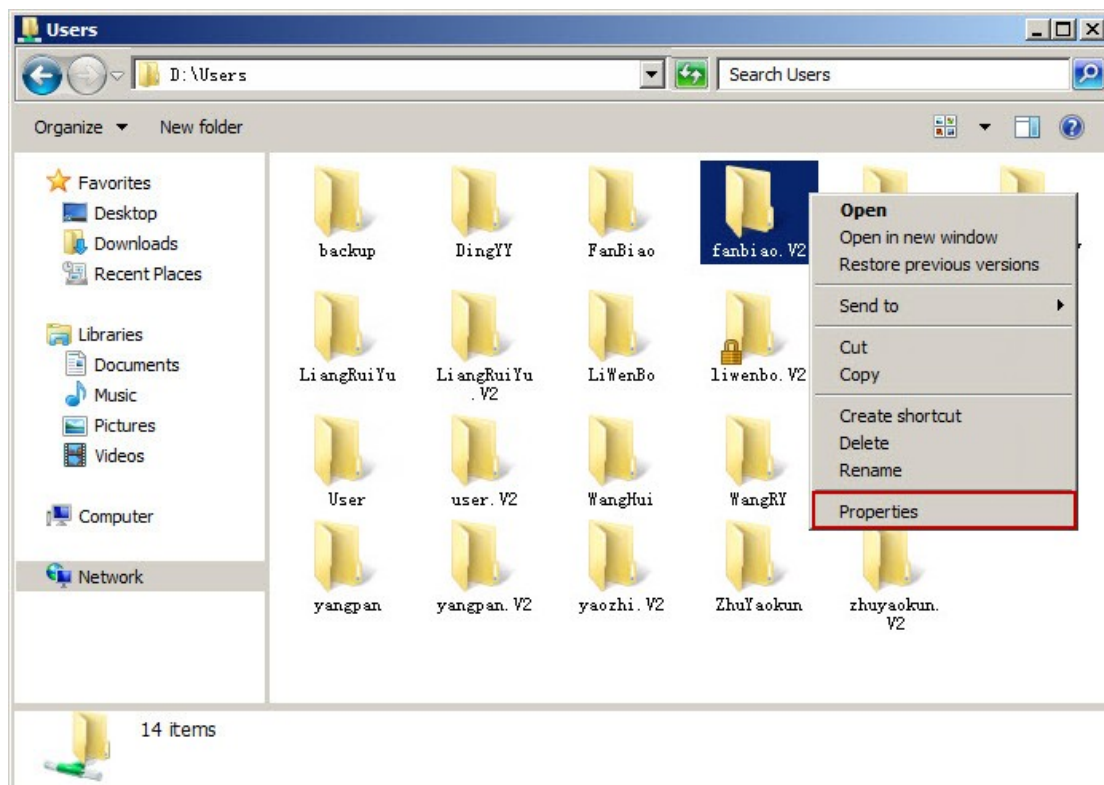 Users
D:\Users
Search Users
Organize
New folder
Favorites
Desktop
Downloads
Recent Places
Libraries
Documents
Music
Pictures
Videos
Computer
Network
backup
DingYY
FanBiao
fanbiao.V2
LiangRuiYu
LiangRuiYu
.V2
LiWenBo
liwenbo.V2
User
user.V2
WangHui
WangRY
yangpan
yangpan.V2
yaozhi.V2
ZhuYaokun
zhuyaokun.
V2
Open
Open in new window
Restore previous versions
Send to
Cut
Copy
Create shortcut
Delete
Rename
Properties
14 items